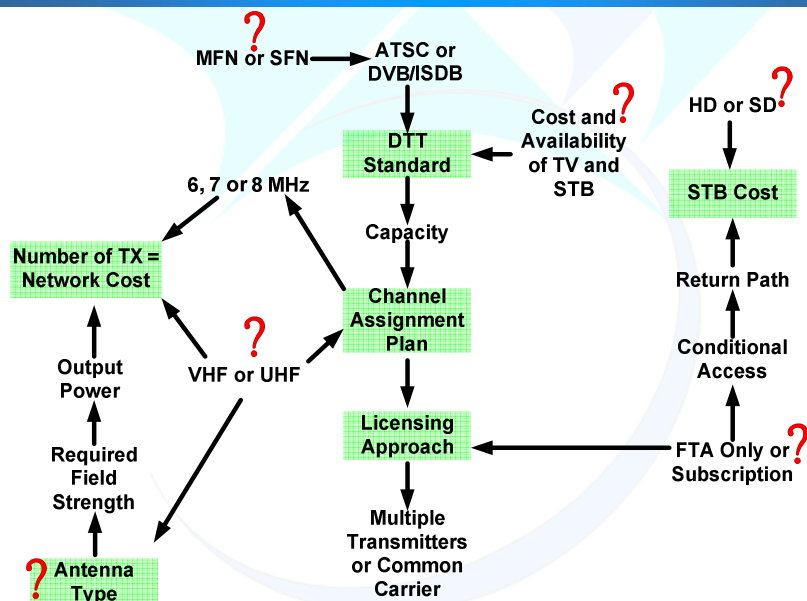 ?
MFN or SFN
ATSC or
DVB/ISDB
?
Cost and
Availability
of TV and
STB
?
HD or SD
DTT
Standard
STB Cost
6, 7 or 8 MHz
Capacity
Number of TX =
Network Cost
Return Path
Channel
Assignment
Plan
?
VHF or UHF
Output
Power
Conditional
Access
Licensing
Approach
?
FTA Only or
Subscription
Required
Field
Strength
Multiple
Transmitters
or Common
Carrier
?
Antenna
Type